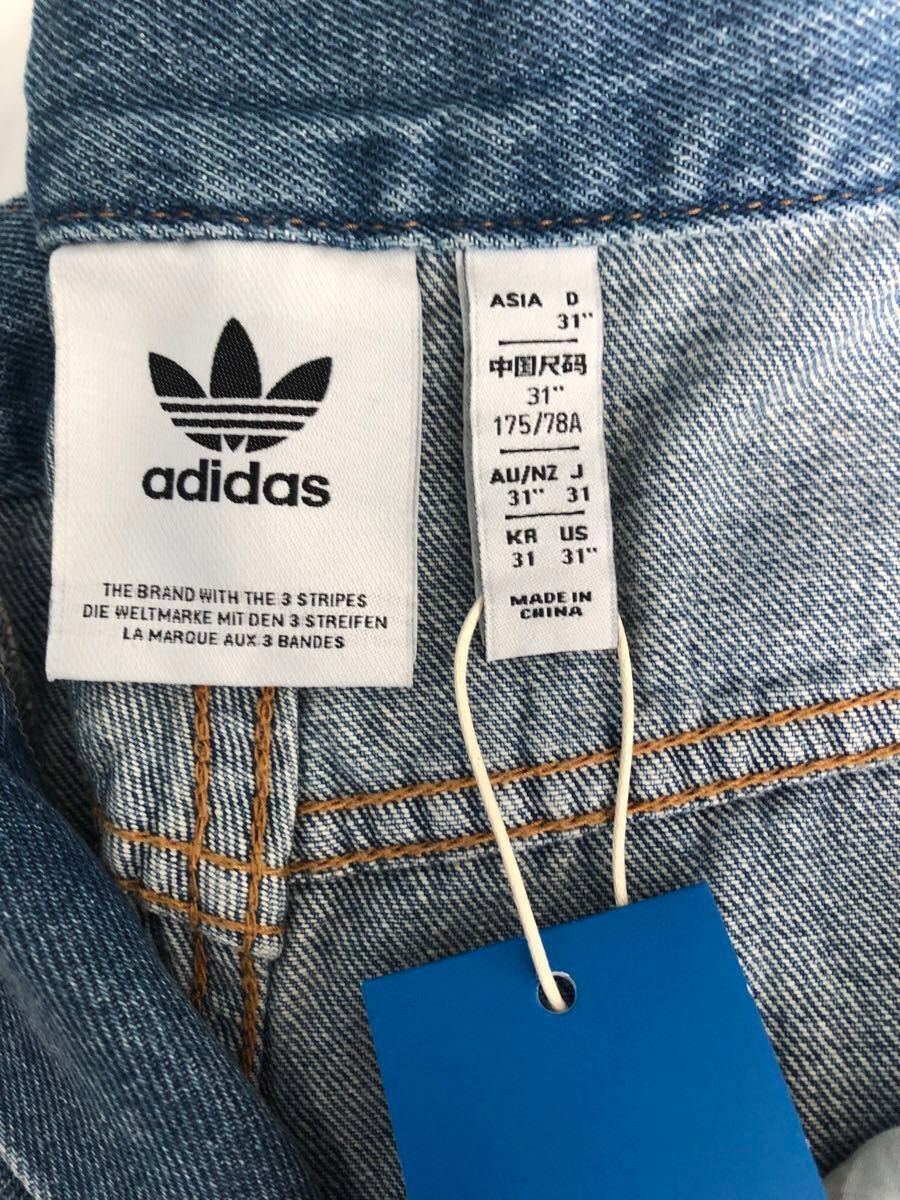 adidas
THE BRAND WITH THE 3 STRIPES
DIE WELTMARKE MIT DEN 3 STREIFEN
LA MARQUE AUX 3 BANDES
ASIA D
31"
中国尺码
31"
175/78A
AU/NZ J
31" 31
KR US
31 31"
MADE IN
CHINA